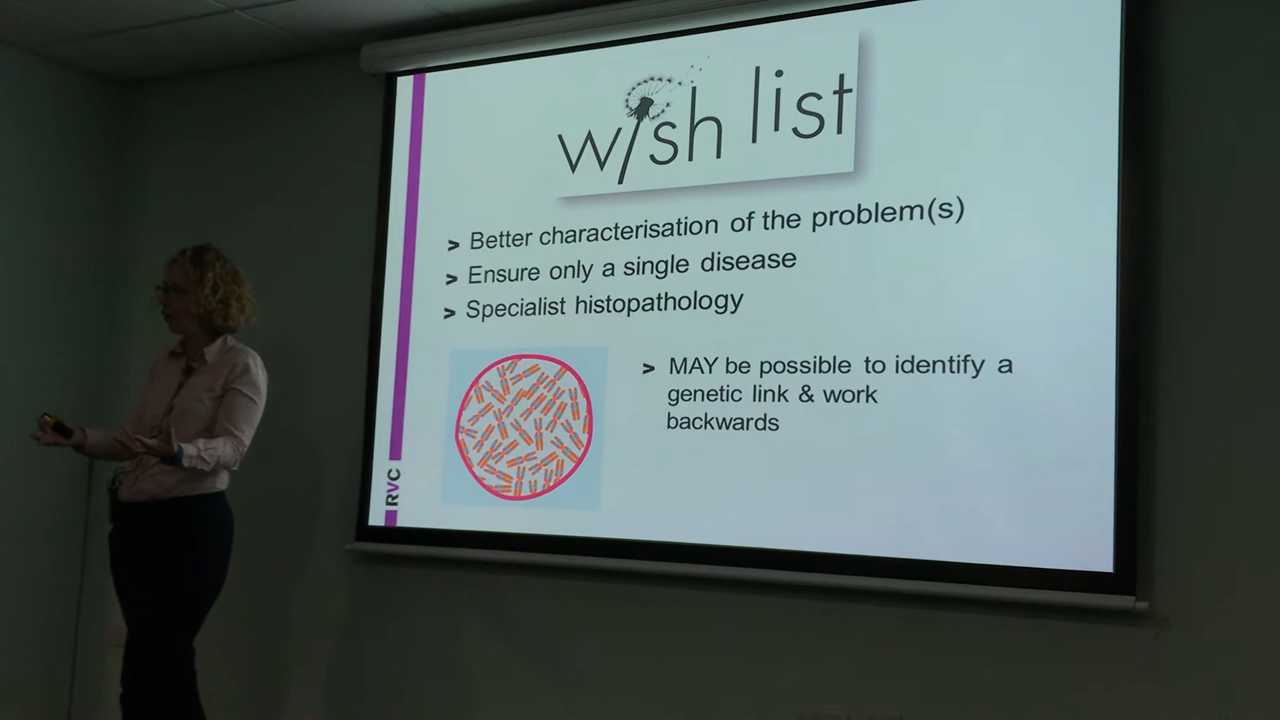 wish list
> Better characterisation of the problem(s)
> Ensure only a single disease
> Specialist histopathology
> MAY be possible to identify a
genetic link & work
backwards
RVC